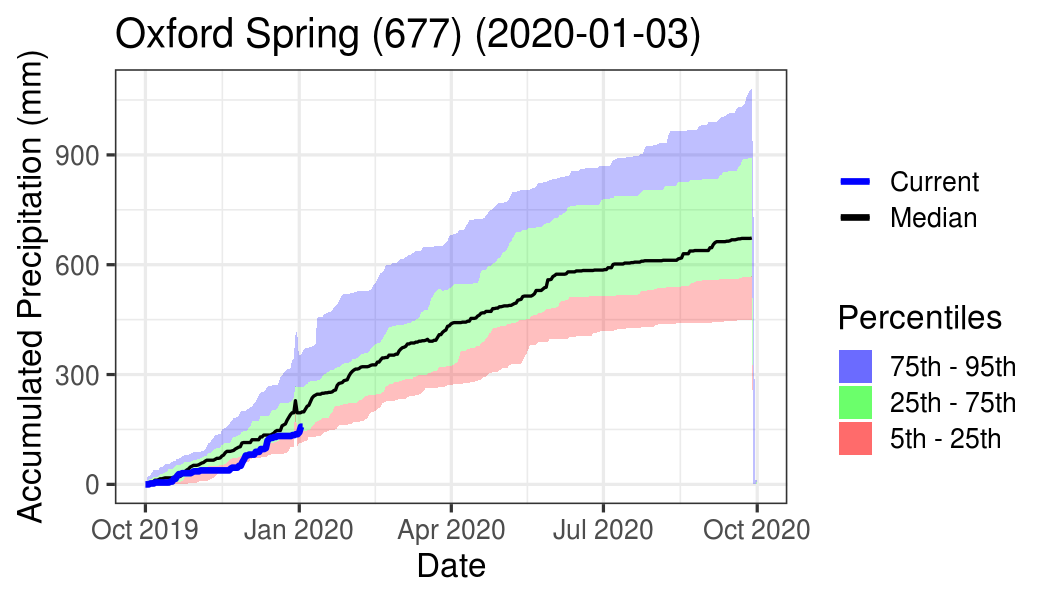 Oxford Spring (677) (2020-01-03)
Accumulated Precipitation (mm)
900
600
300
0
Oct 2019
Jan 2020
Apr 2020
Jul 2020
Oct 2020
Date
Current
Median
Percentiles
75th - 95th
25th - 75th
5th - 25th